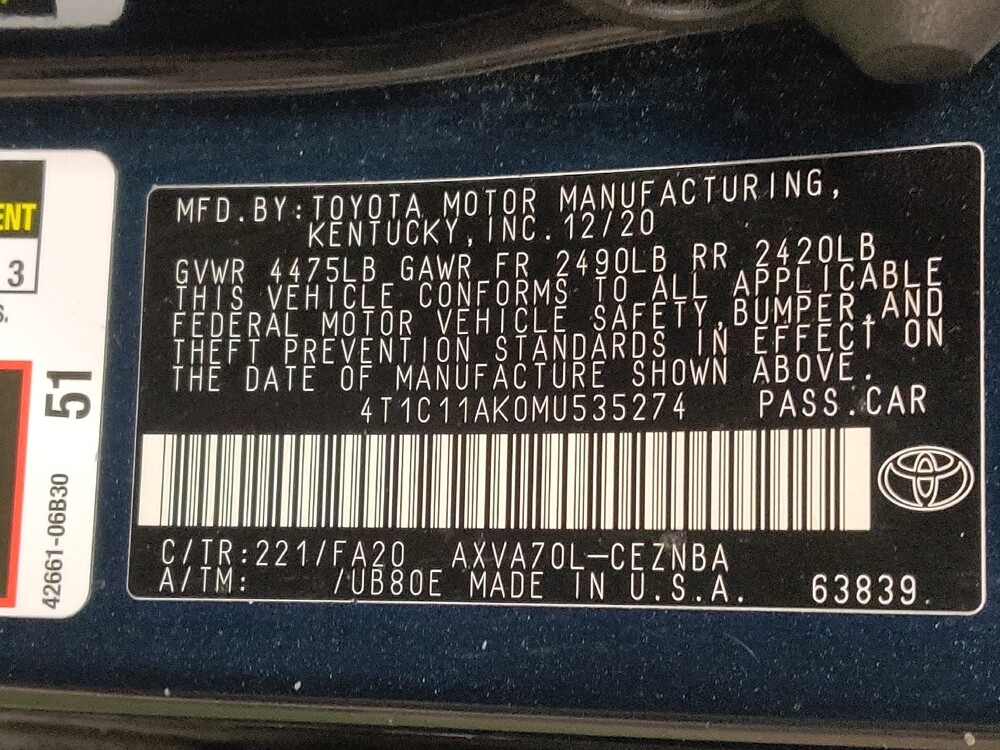 MFD.BY:TOYOTA MOTOR MANUFACTURING,
KENTUCKY,INC.12/20
GVWR 4475LB GAWR FR 2490LB RR 2420LB
THIS VEHICLE CONFORMS TO ALL APPLICABLE
FEDERAL MOTOR VEHICLE SAFETY,BUMPER,AND
THEFT PREVENTION STANDARDS IN EFFECT ON
THE DATE OF MANUFACTURE SHOWN ABOVE.
4T1C11AK0MU535274 PASS.CAR
C/TR:221/FA20 AXVA70L-CEZNBA
A/TM: /UB80E MADE IN U.S.A. 63839.
ENT
3
S.
51
42661-06B30